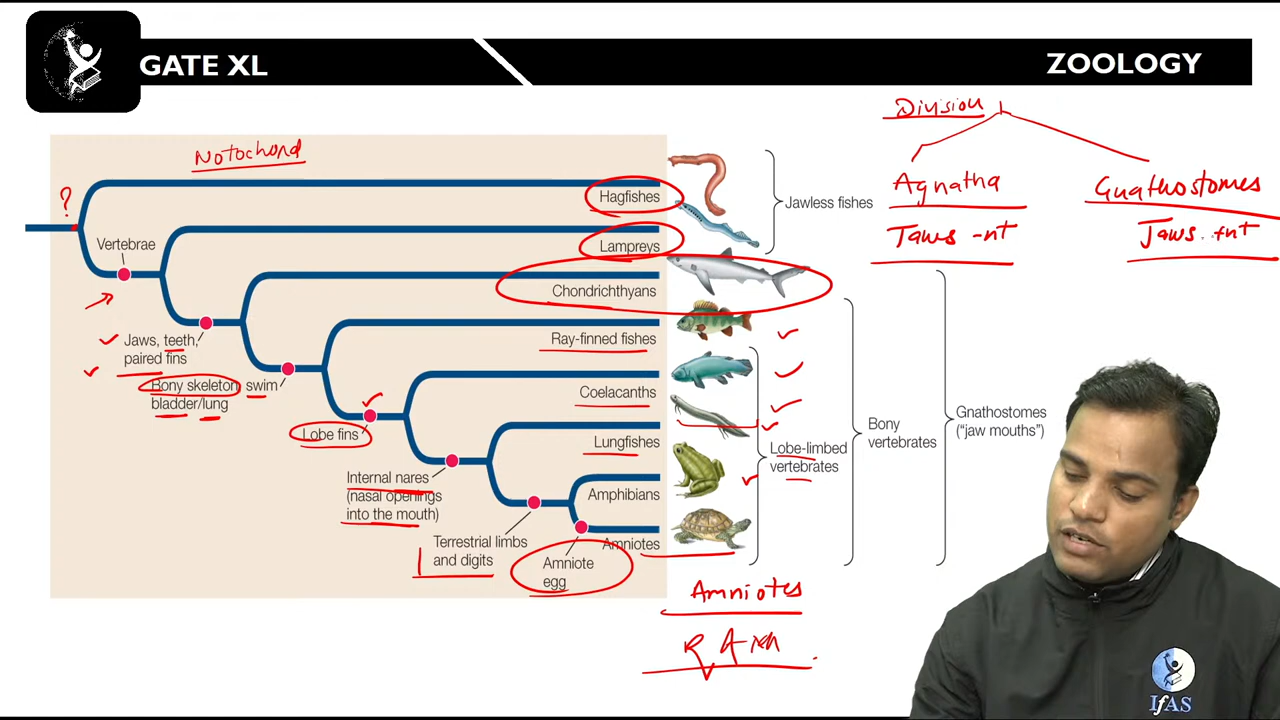 GATE XL
ZOOLOGY
Division
Agnatha
Jaws -nt
Gnathostomes
Jaws +nt
Notochord
?
Hagfishes
Jawless fishes
Vertebrae
Lampreys
Chondrichthyans
Jaws, teeth,
paired fins
Ray-finned fishes
Bony skeleton, swim
bladder/lung
Coelacanths
Lobe fins
Lungfishes
Internal nares
(nasal openings
into the mouth)
Amphibians
Terrestrial limbs
and digits
Amniotes
Amniote
egg
Lobe-limbed
vertebrates
Bony
vertebrates
Gnathostomes
("jaw mouths")
Amniotes
IfAS